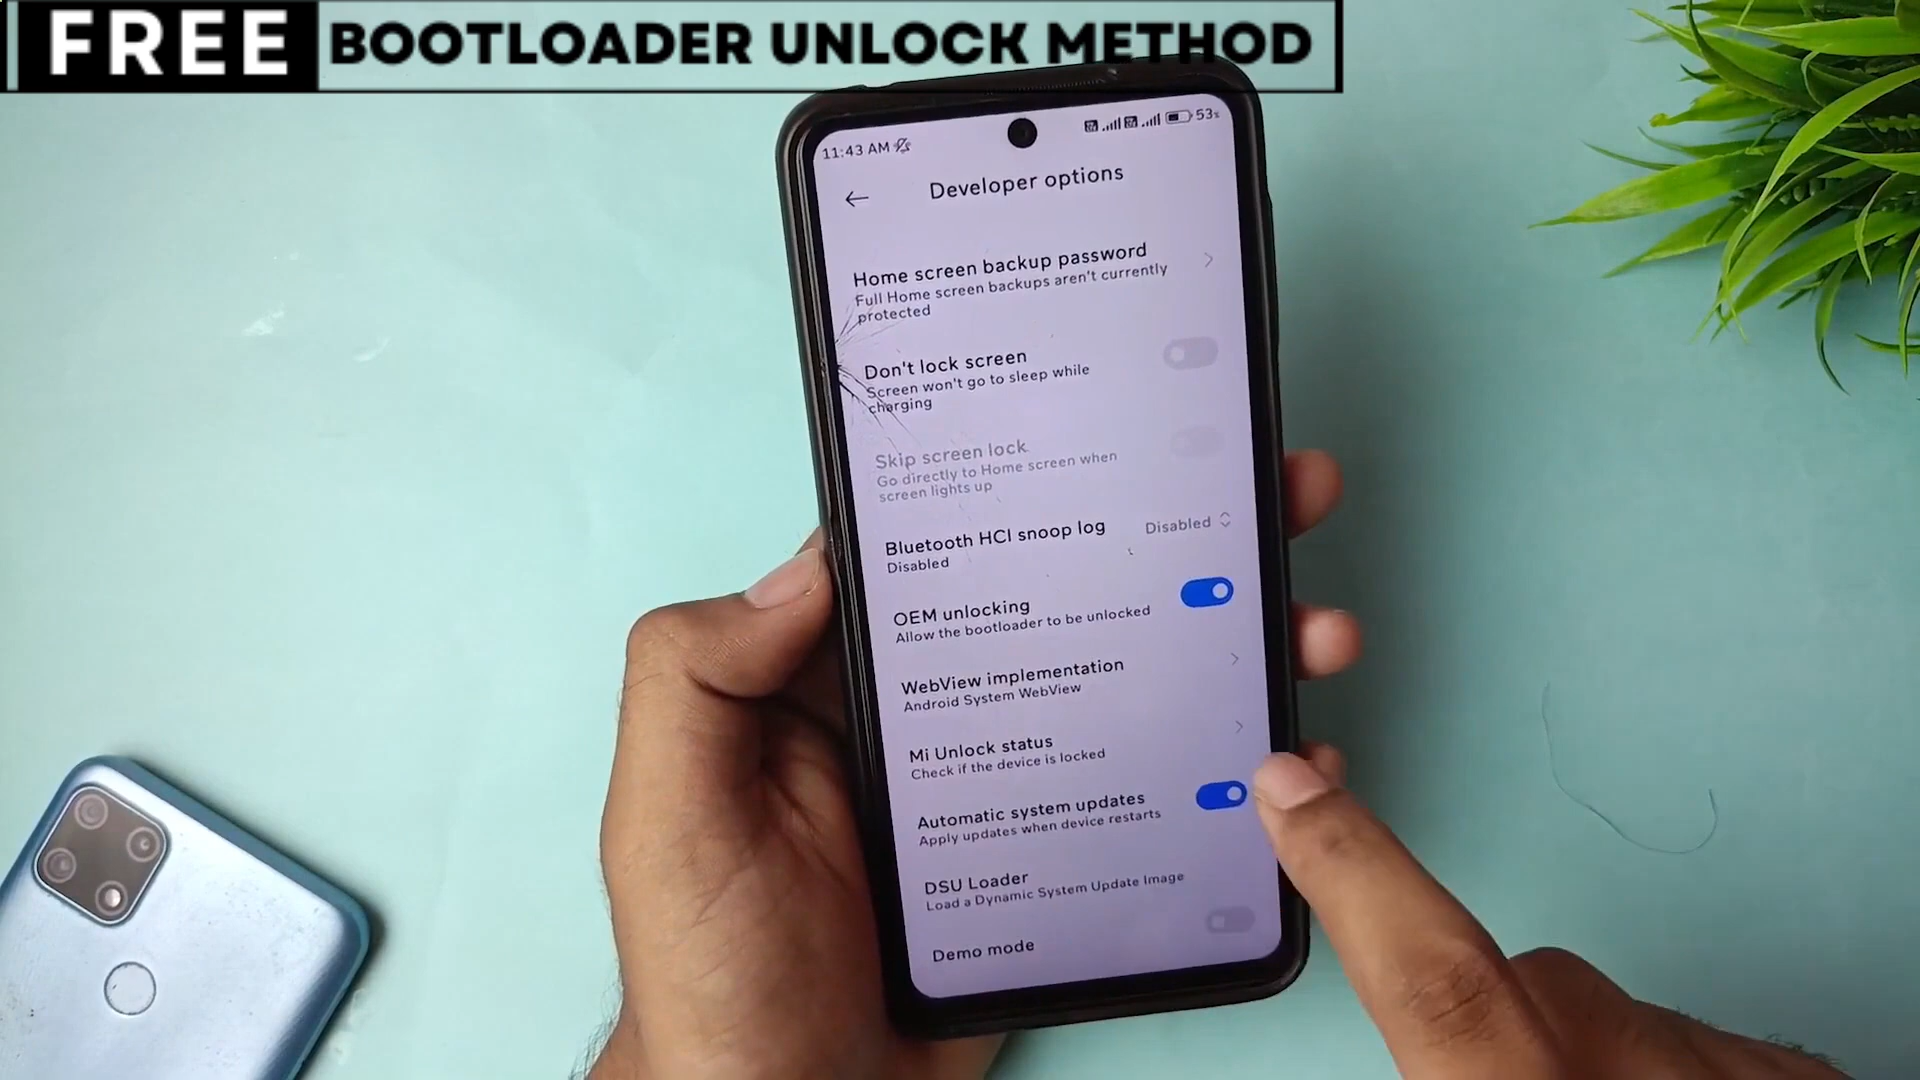 FREE BOOTLOADER UNLOCK METHOD
11:43 AM
53%
Developer options
Home screen backup password
Full Home screen backups aren't currently
protected
Don't lock screen
Screen won't go to sleep while
charging
Skip screen lock
Go directly to Home screen when
screen lights up
Bluetooth HCI snoop log
Disabled
Disabled
OEM unlocking
Allow the bootloader to be unlocked
WebView implementation
Android System WebView
Mi Unlock status
Check if the device is locked
Automatic system updates
Apply updates when device restarts
DSU Loader
Load a Dynamic System Update Image
Demo mode